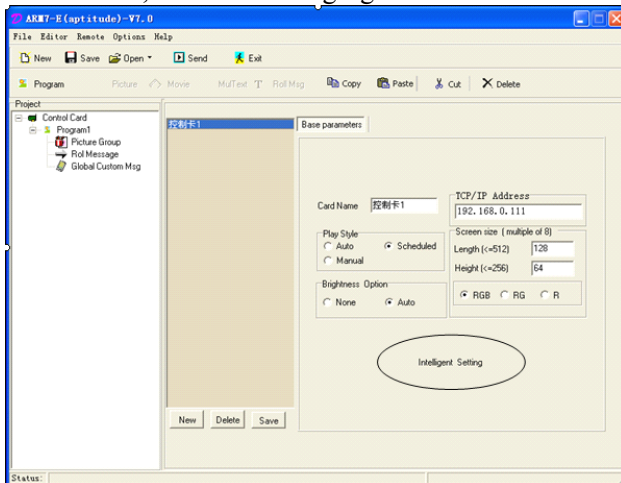 ARM7-E(aptitude)-V7.0
File Editor Remote Options Help
New Save Open Send Exit
Program Picture Movie MulText T Rol Msg Copy Paste Cut Delete
Project
Control Card
Program1
Picture Group
Rol Message
Global Custom Msg
控制卡1
New Delete Save
Base parameters
Card Name 控制卡1
TCP/IP Address
192.168.0.111
Play Style
Auto Scheduled
Manual
Screen size (multiple of 8)
Length (<=512) 128
Height (<=256) 64
Brightness Option
None Auto
RGB RG R
Intelligent Setting
Status: